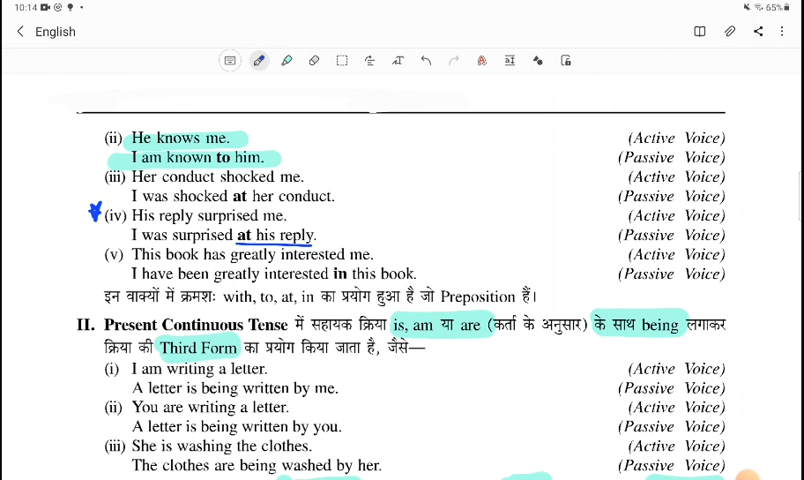 10:14
65%
English
(ii) He knows me. (Active Voice)
I am known to him. (Passive Voice)
(iii) Her conduct shocked me. (Active Voice)
I was shocked at her conduct. (Passive Voice)
(iv) His reply surprised me. (Active Voice)
I was surprised at his reply. (Passive Voice)
(v) This book has greatly interested me. (Active Voice)
I have been greatly interested in this book. (Passive Voice)
इन वाक्यों में क्रमशः with, to, at, in का प्रयोग हुआ है जो Preposition हैं।
II. Present Continuous Tense में सहायक क्रिया is, am या are (कर्ता के अनुसार) के साथ being लगाकर
क्रिया की Third Form का प्रयोग किया जाता है, जैसे—
(i) I am writing a letter. (Active Voice)
A letter is being written by me. (Passive Voice)
(ii) You are writing a letter. (Active Voice)
A letter is being written by you. (Passive Voice)
(iii) She is washing the clothes. (Active Voice)
The clothes are being washed by her. (Passive Voice)